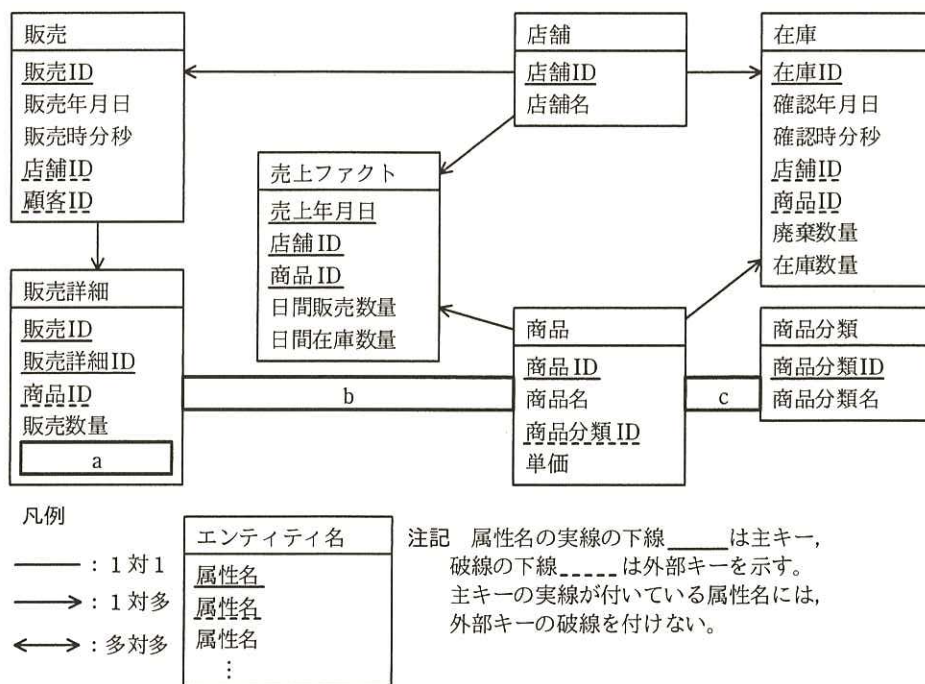 販売
販売ID
販売年月日
販売時分秒
店舗ID
顧客ID
店舗
店舗ID
店舗名
在庫
在庫ID
確認年月日
確認時分秒
店舗ID
商品ID
廃棄数量
在庫数量
売上ファクト
売上年月日
店舗ID
商品ID
日間販売数量
日間在庫数量
販売詳細
販売ID
販売詳細ID
商品ID
販売数量
a
b
商品
商品ID
商品名
商品分類ID
単価
c
商品分類
商品分類ID
商品分類名
凡例
:1対1
:1対多
:多対多
エンティティ名
属性名
属性名
属性名
⋮
注記 属性名の実線の下線____は主キー,
破線の下線_____は外部キーを示す。
主キーの実線が付いている属性名には,
外部キーの破線を付けない。